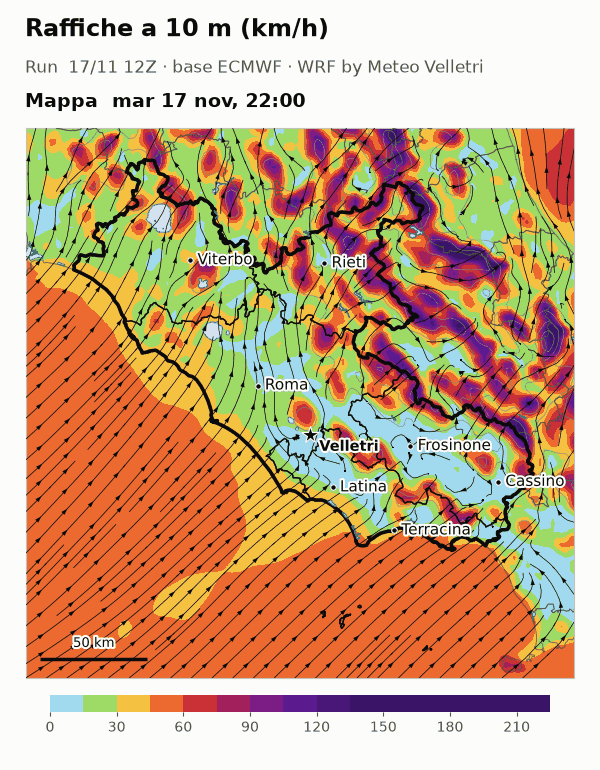 Raffiche a 10 m (km/h)
Run  17/11 12Z · base ECMWF · WRF by Meteo Velletri
Mappa  mar 17 nov, 22:00
Viterbo
Rieti
Roma
Velletri
Frosinone
Cassino
Latina
Terracina
50 km
0 30 60 90 120 150 180 210